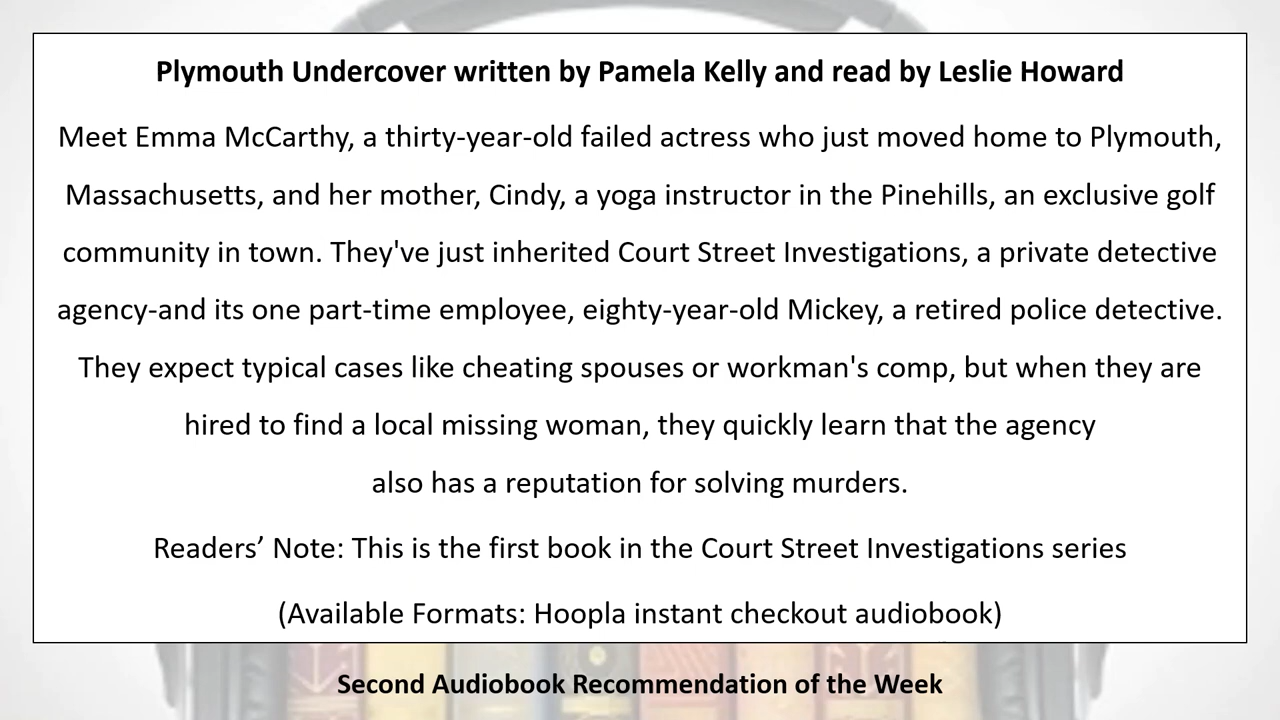 Plymouth Undercover written by Pamela Kelly and read by Leslie Howard
Meet Emma McCarthy, a thirty-year-old failed actress who just moved home to Plymouth,
Massachusetts, and her mother, Cindy, a yoga instructor in the Pinehills, an exclusive golf
community in town. They've just inherited Court Street Investigations, a private detective
agency-and its one part-time employee, eighty-year-old Mickey, a retired police detective.
They expect typical cases like cheating spouses or workman's comp, but when they are
hired to find a local missing woman, they quickly learn that the agency
also has a reputation for solving murders.
Readers’ Note: This is the first book in the Court Street Investigations series
(Available Formats: Hoopla instant checkout audiobook)
Second Audiobook Recommendation of the Week